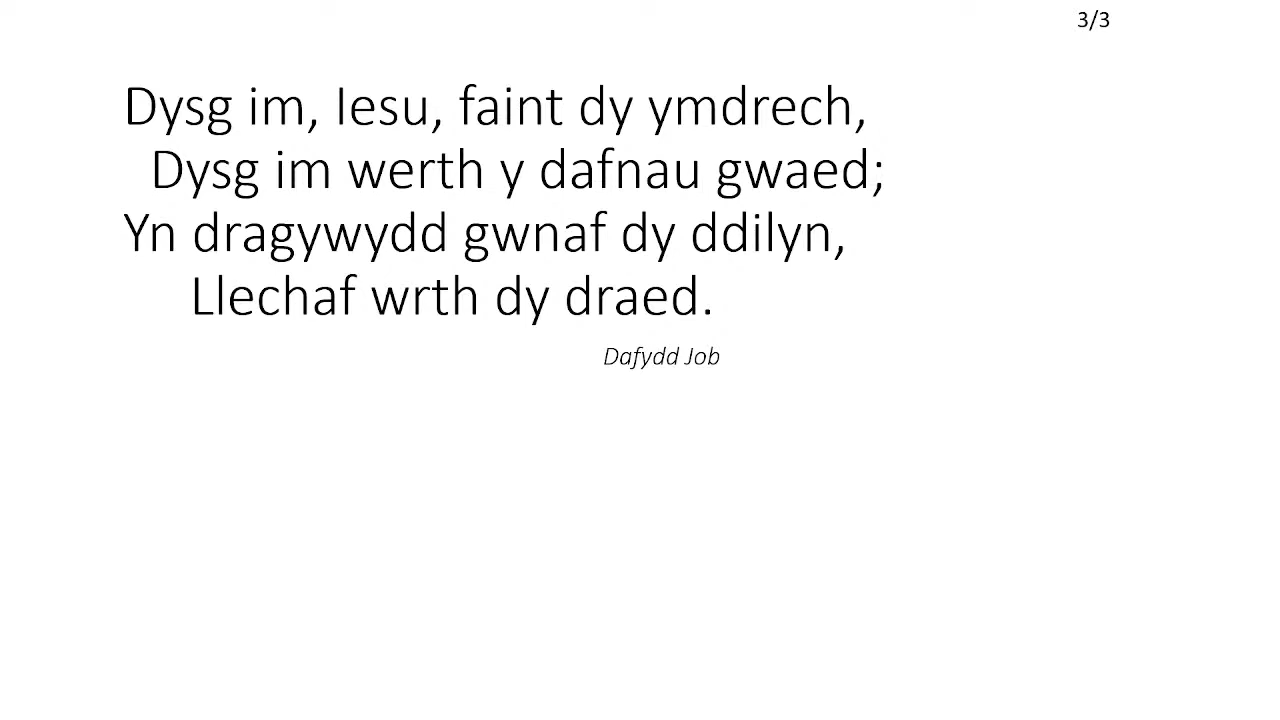 3/3
Dysg im, Iesu, faint dy ymdrech,
Dysg im werth y dafnau gwaed;
Yn dragywydd gwnaf dy ddilyn,
Llechaf wrth dy draed.
Dafydd Job